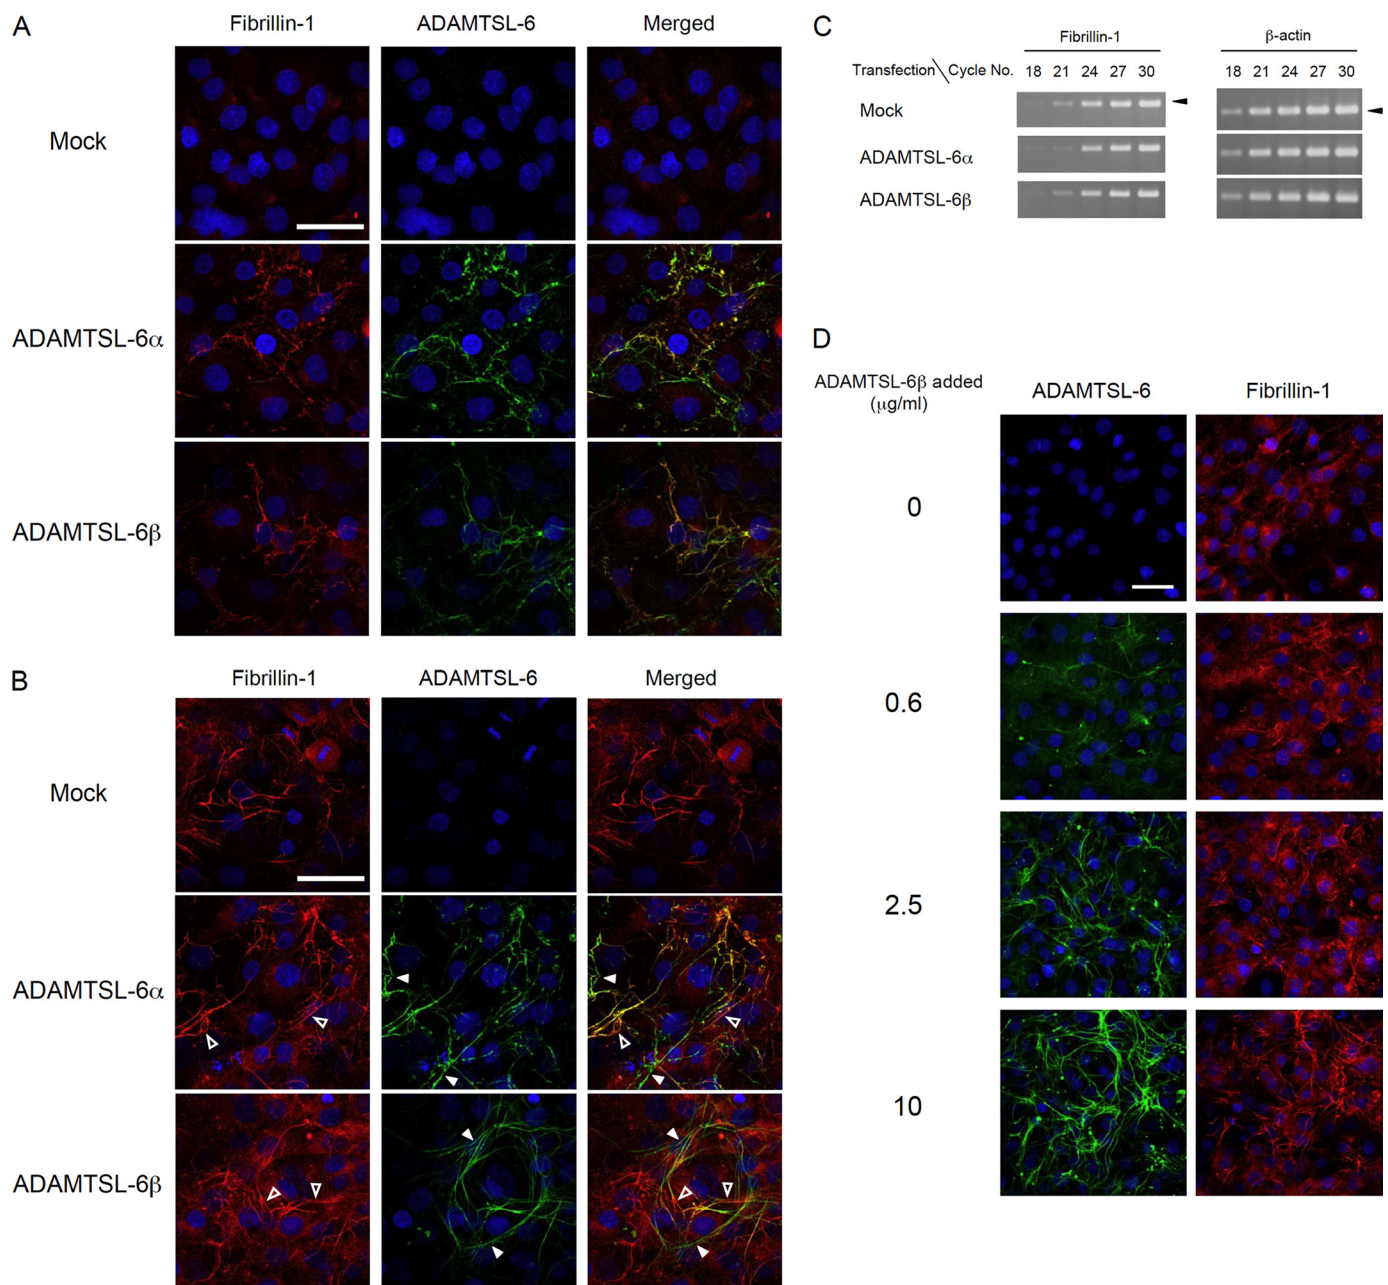 A
Fibrillin-1 ADAMTSL-6 Merged
Mock
ADAMTSL-6α
ADAMTSL-6β
B
Fibrillin-1 ADAMTSL-6 Merged
Mock
ADAMTSL-6α
ADAMTSL-6β
C
Fibrillin-1 β-actin
Transfection \ Cycle No. 18 21 24 27 30 18 21 24 27 30
Mock
ADAMTSL-6α
ADAMTSL-6β
D
ADAMTSL-6β added
(μg/ml)
ADAMTSL-6 Fibrillin-1
0
0.6
2.5
10